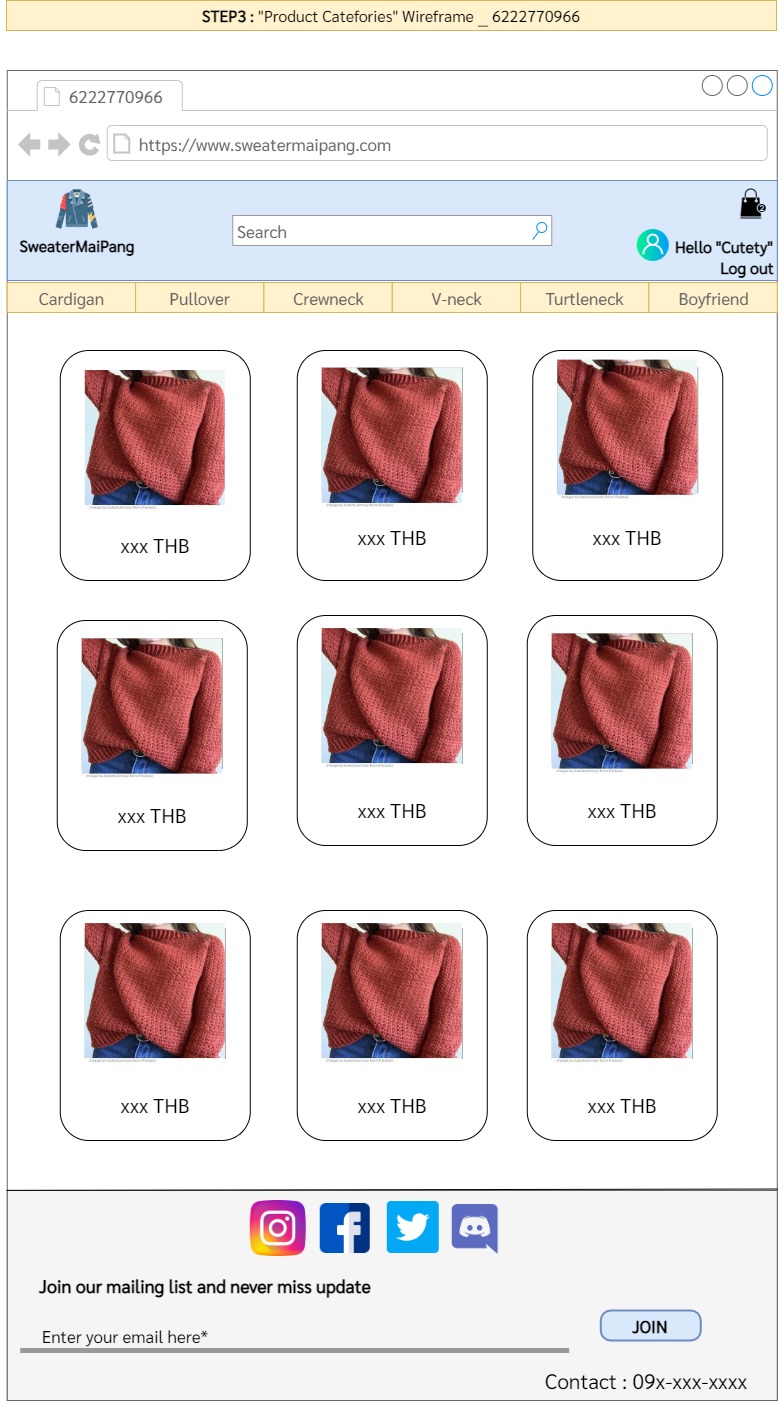 STEP3 : "Product Catefories" Wireframe _ 6222770966
6222770966
https://www.sweatermaipang.com
SweaterMaiPang
Search
2
Hello "Cutety"
Log out
Cardigan Pullover Crewneck V-neck Turtleneck Boyfriend
xxx THB xxx THB xxx THB
xxx THB xxx THB xxx THB
xxx THB xxx THB xxx THB
Join our mailing list and never miss update
Enter your email here*
JOIN
Contact : 09x-xxx-xxxx